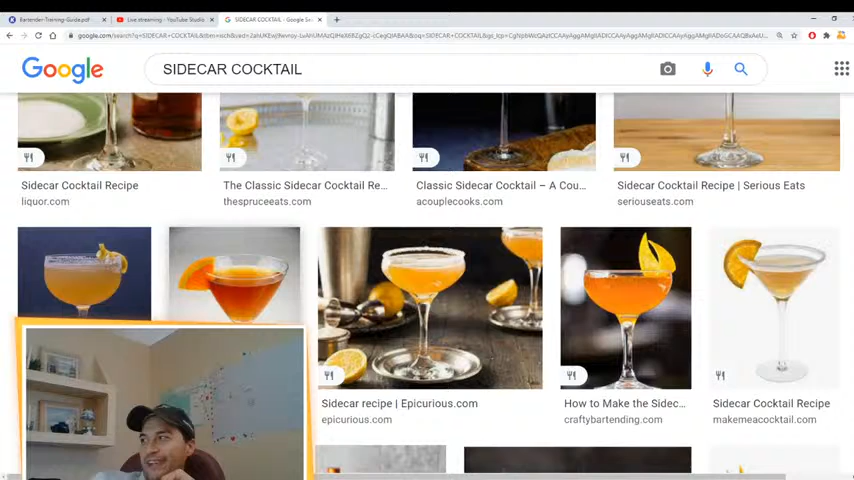 Bartender-Training-Guide.pdf
Live streaming - YouTube Studio
SIDECAR COCKTAIL - Google Se
Google
SIDECAR COCKTAIL
Sidecar Cocktail Recipe
The Classic Sidecar Cocktail Re...
Classic Sidecar Cocktail – A Cou...
Sidecar Cocktail Recipe | Serious Eats
liquor.com
thespruceeats.com
acouplecooks.com
seriouseats.com
Sidecar recipe | Epicurious.com
How to Make the Sidec...
Sidecar Cocktail Recipe
epicurious.com
craftybartending.com
makemeacocktail.com